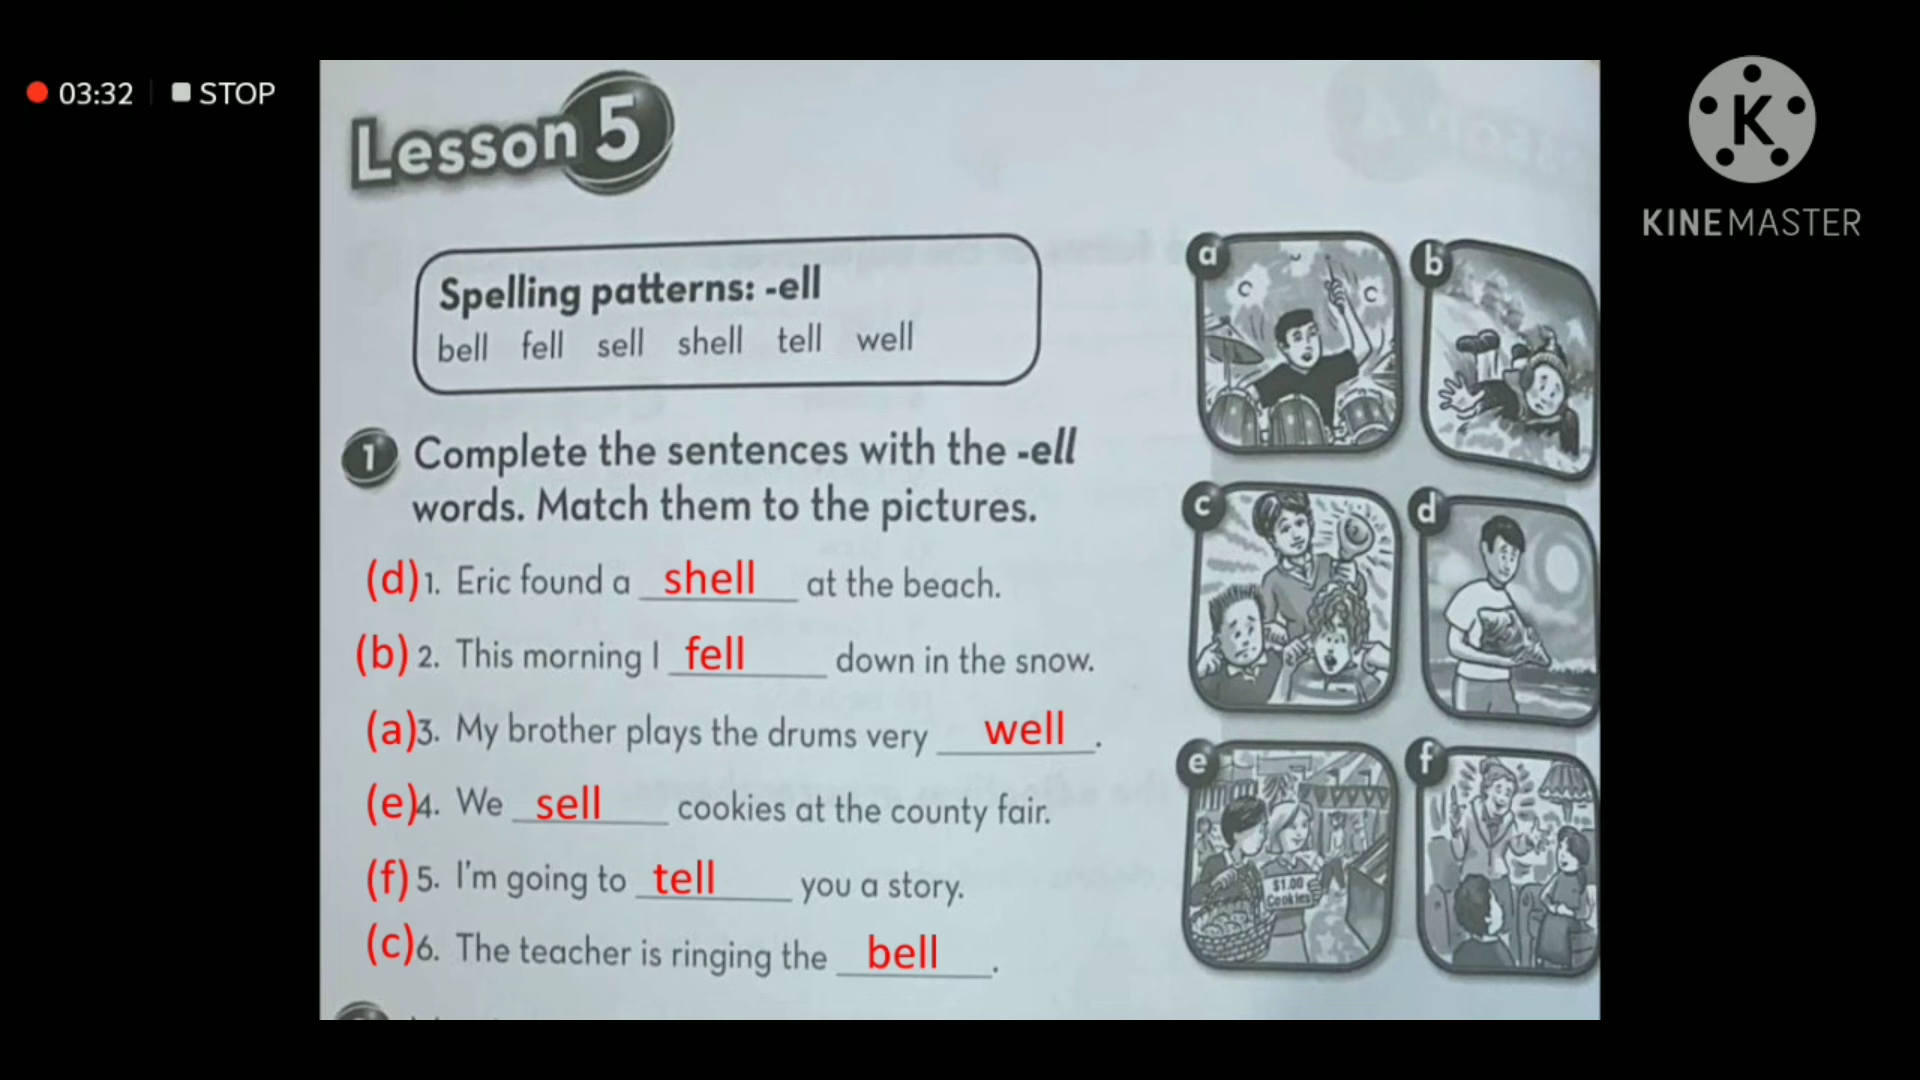 03:32 STOP
KINEMASTER
Lesson 5
Spelling patterns: -ell
bell fell sell shell tell well
1 Complete the sentences with the -ell
words. Match them to the pictures.
(d) 1. Eric found a shell at the beach.
(b) 2. This morning I fell down in the snow.
(a) 3. My brother plays the drums very well.
(e) 4. We sell cookies at the county fair.
(f) 5. I'm going to tell you a story.
(c) 6. The teacher is ringing the bell.
a
b
c
d
e
$1.00
Cookies
f